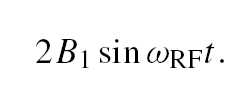 2B₁ sin ω_RF t.